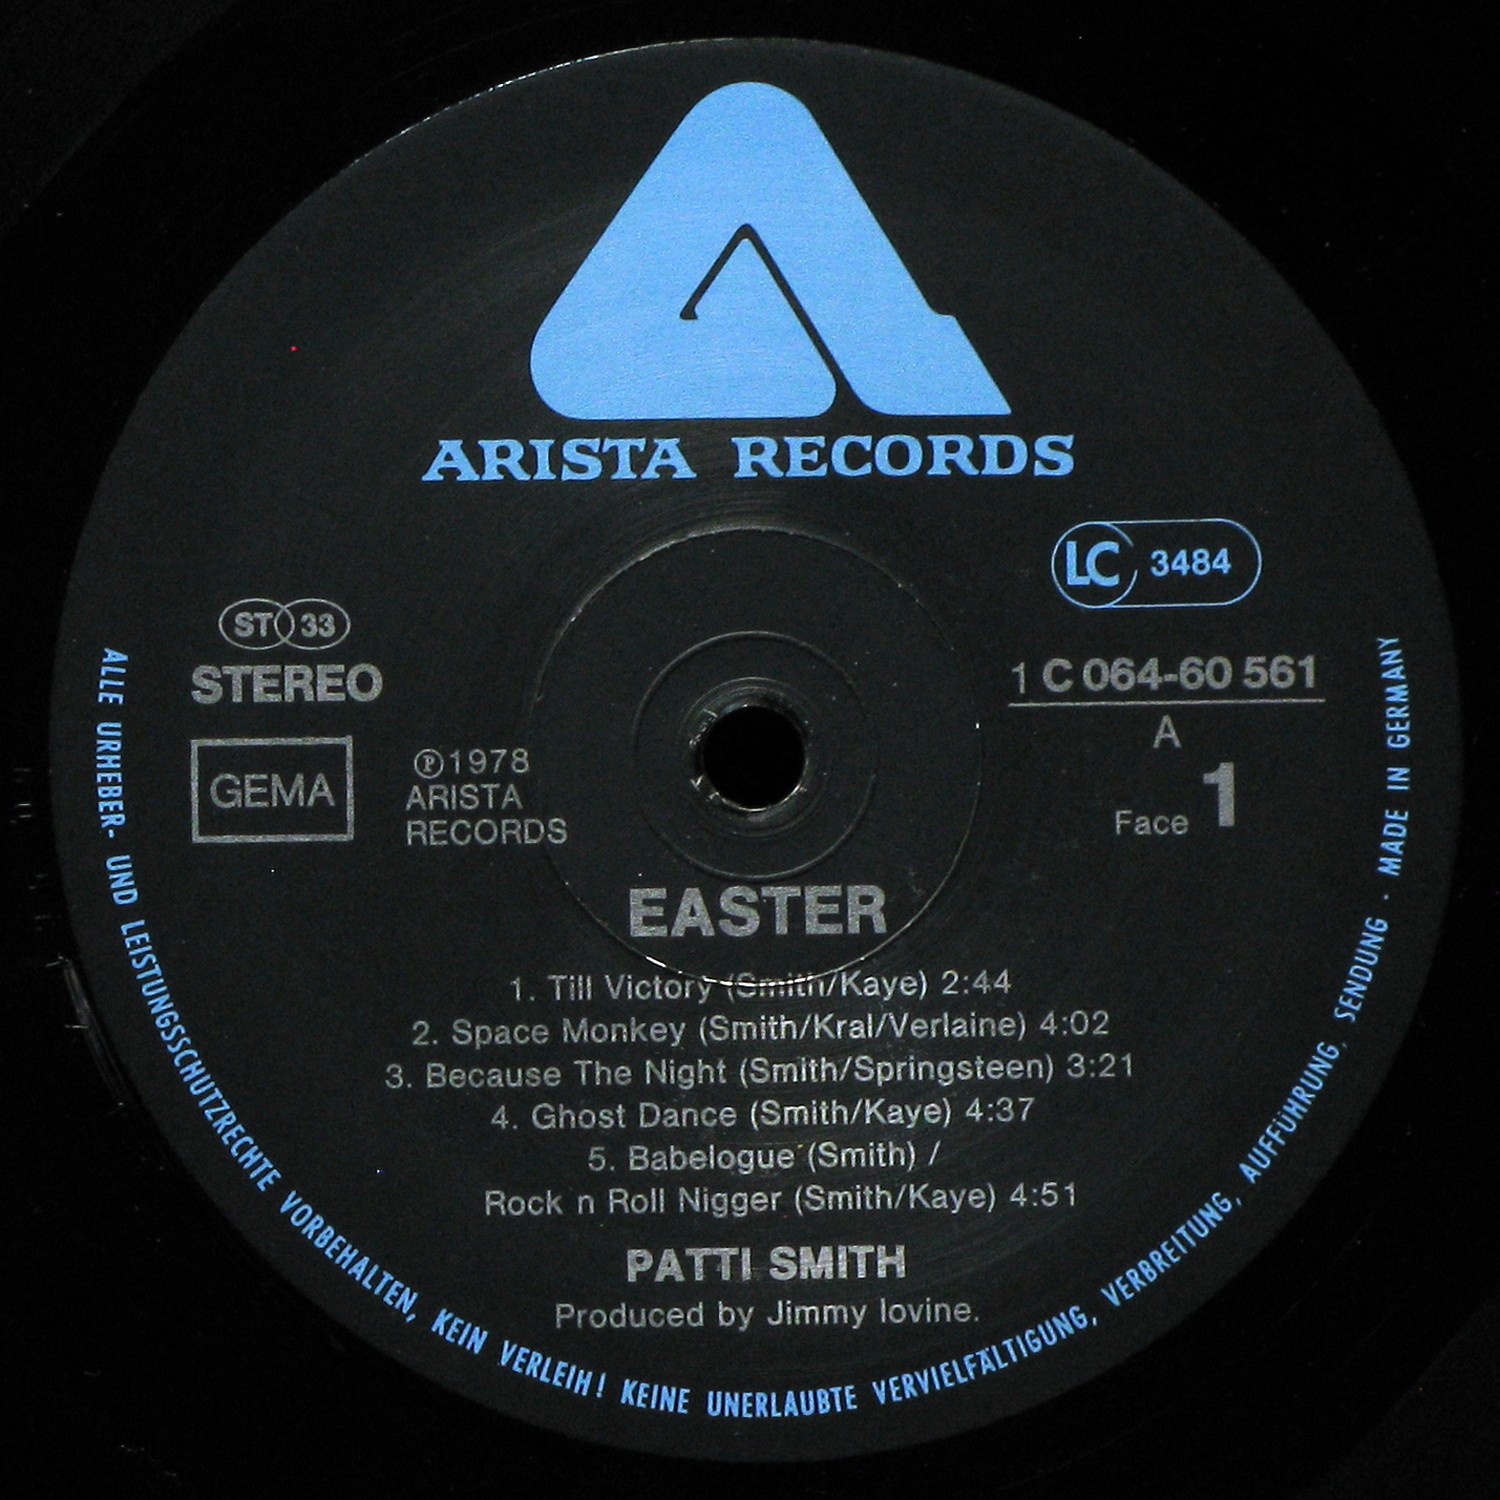 ARISTA RECORDS
LC 3484
ST 33
STEREO
GEMA
℗1978
ARISTA
RECORDS
1 C 064-60 561
A
Face 1
EASTER
1. Till Victory (Smith/Kaye) 2:44
2. Space Monkey (Smith/Kral/Verlaine) 4:02
3. Because The Night (Smith/Springsteen) 3:21
4. Ghost Dance (Smith/Kaye) 4:37
5. Babelogue (Smith) /
Rock n Roll Nigger (Smith/Kaye) 4:51
PATTI SMITH
Produced by Jimmy Iovine.
ALLE URHEBER- UND LEISTUNGSSCHUTZRECHTE VORBEHALTEN, KEIN VERLEIH! KEINE UNERLAUBTE VERVIELFÄLTIGUNG, VERBREITUNG, AUFFÜHRUNG, SENDUNG · MADE IN GERMANY